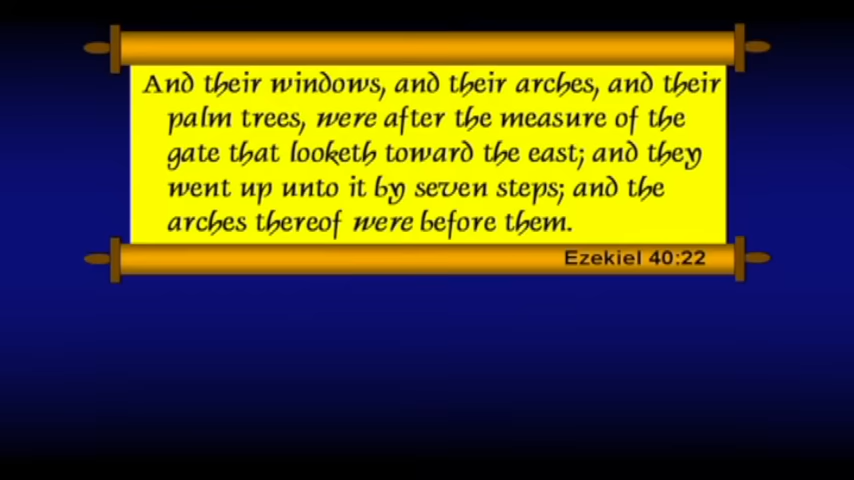 And their windows, and their arches, and their
palm trees, were after the measure of the
gate that looketh toward the east; and they
went up unto it by seven steps; and the
arches thereof were before them.
Ezekiel 40:22